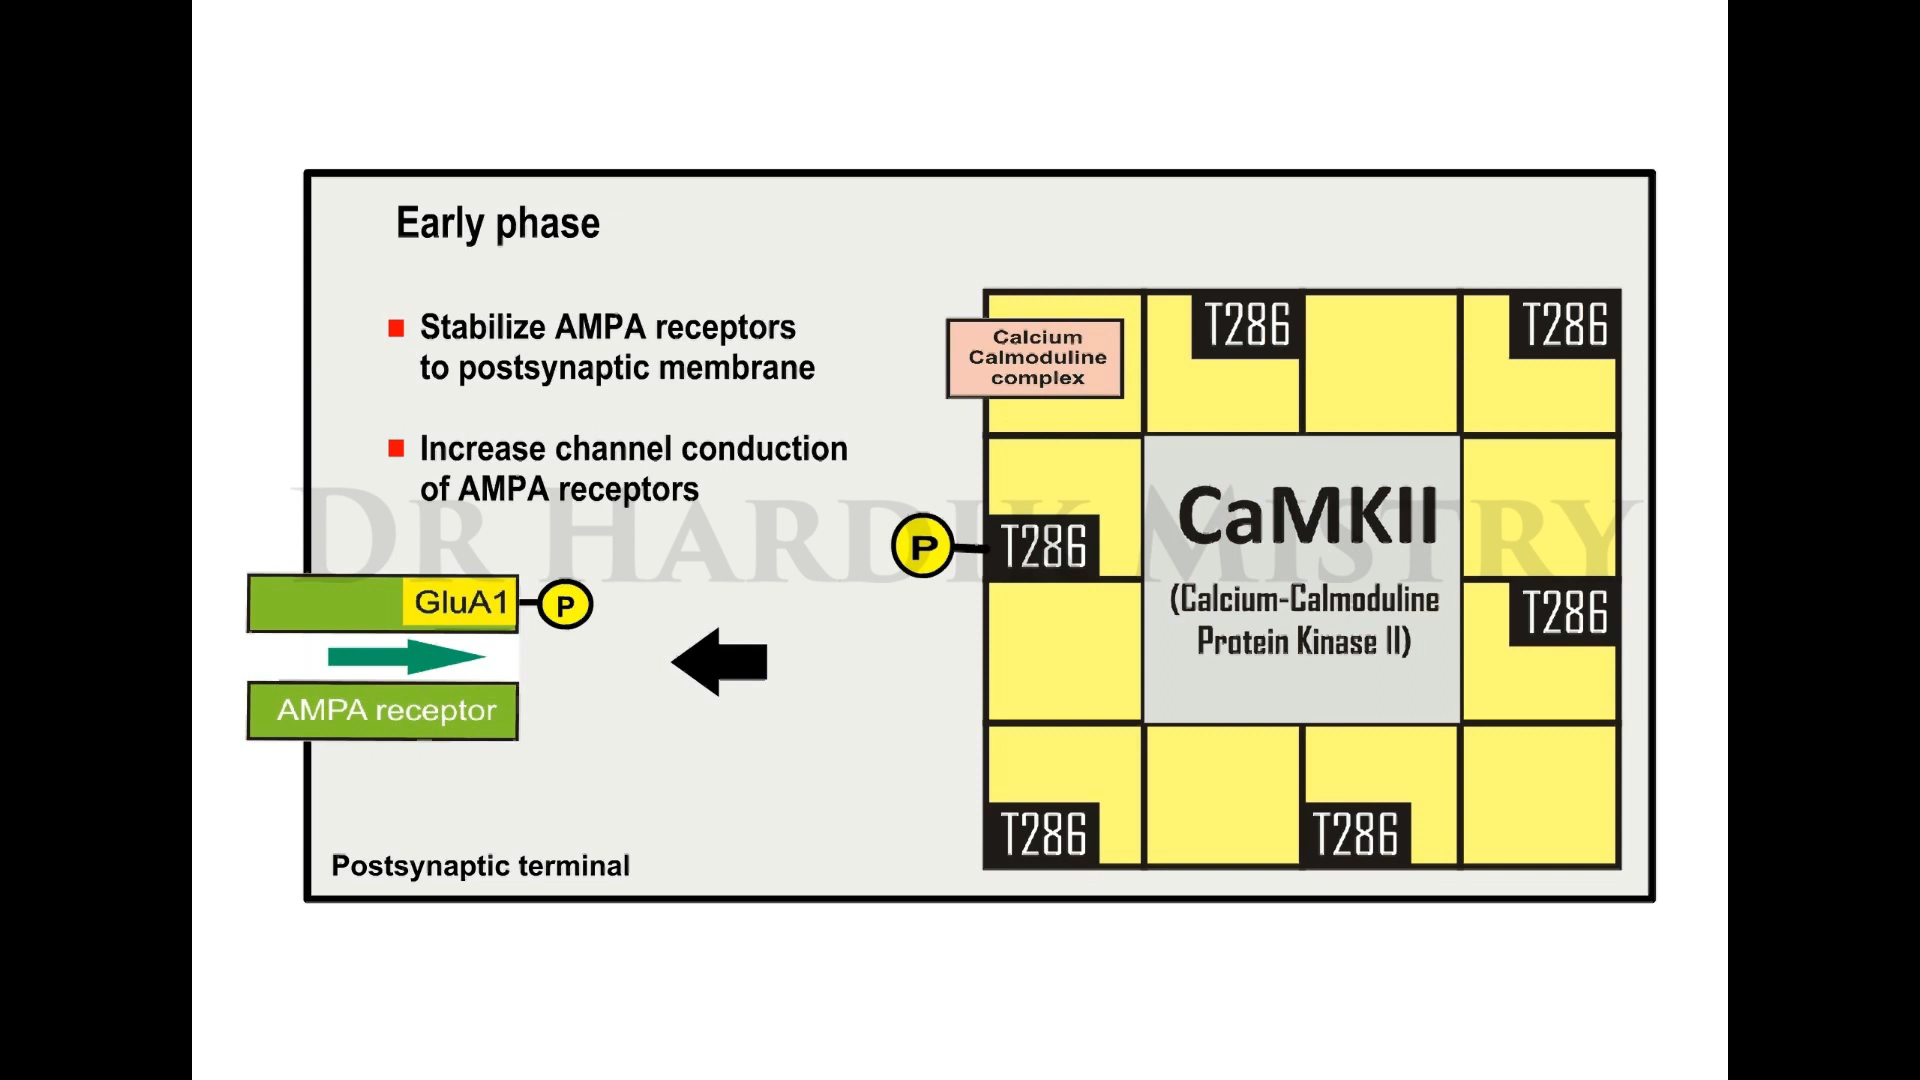 Early phase
Stabilize AMPA receptors
to postsynaptic membrane
Increase channel conduction
of AMPA receptors
GluA1
P
AMPA receptor
Postsynaptic terminal
Calcium
Calmoduline
complex
T286
T286
P
T286
CaMKII
(Calcium-Calmoduline
Protein Kinase II)
T286
T286
T286
DR HARDIK MISTRY